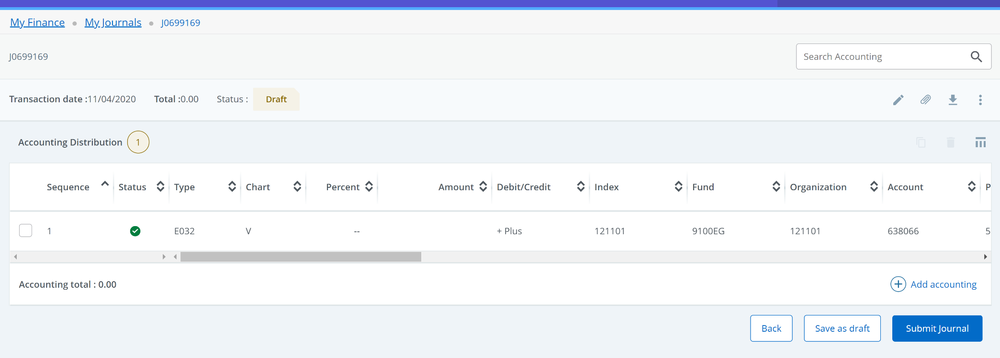 My Finance • My Journals • J0699169
J0699169
Search Accounting
Transaction date :11/04/2020 Total :0.00 Status : Draft
Accounting Distribution 1
Sequence Status Type Chart Percent Amount Debit/Credit Index Fund Organization Account P
1 E032 V -- + Plus 121101 9100EG 121101 638066 5
Accounting total : 0.00
Add accounting
Back Save as draft Submit Journal